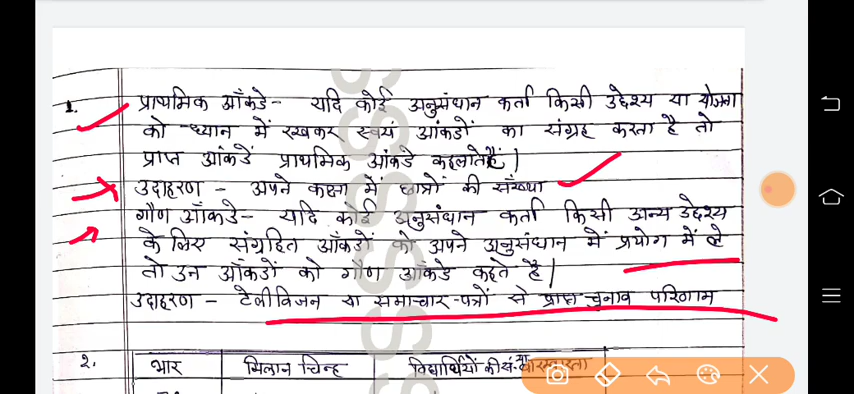 1. प्राथमिक आँकडे- यदि कोई अनुसंधान कर्ता किसी उद्देश्य या योजना
को ध्यान में रखकर स्वयं आंकडों का संग्रह करता है तो
प्राप्त आंकडें प्राथमिक आंकडे कहलाते हैं|
उदाहरण - अपने कक्षा में छात्रों की संख्या
गौण आँकडे- यदि कोई अनुसंधान कर्ता किसी अन्य उद्देश्य
के लिए संग्रहित आँकडों को अपने अनुसंधान में प्रयोग में ले
तो उन आँकडों को गौण आँकडे कहते है|
उदाहरण - टेलीविजन या समाचार-पत्रों से प्राप्त चुनाव परिणाम
२. भार मिलान चिन्ह विद्यार्थियों की सं.